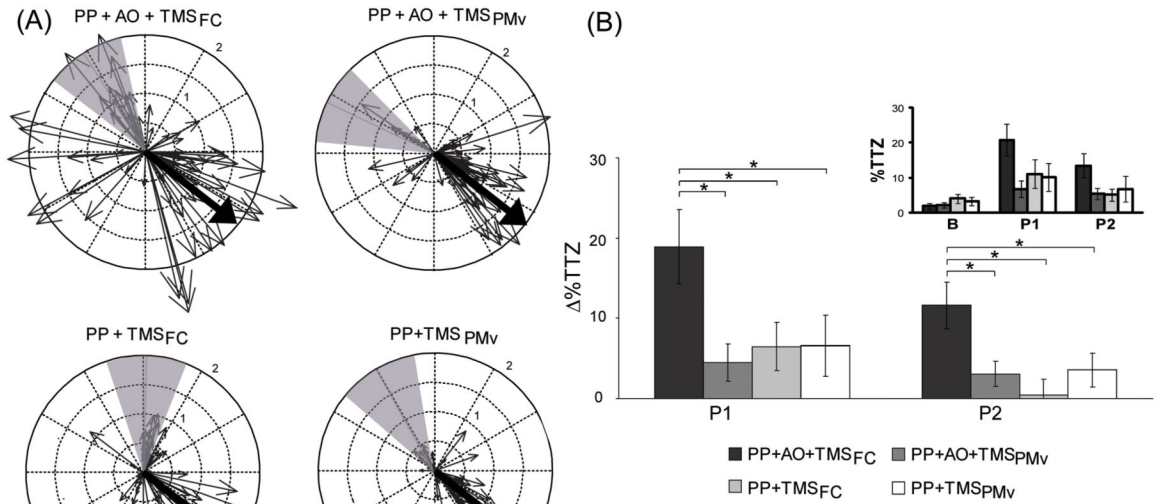 (A)
PP + AO + TMSFC
PP + AO + TMSPMv
2
1
2
1
PP + TMSFC
PP+TMSPMv
2
1
2
1
(B)
30
20
10
0
Δ%TTZ
* * *
P1
* * *
P2
30
20
10
0
%TTZ
B P1 P2
PP+AO+TMSFC PP+AO+TMSPMv
PP+TMSFC PP+TMSPMv